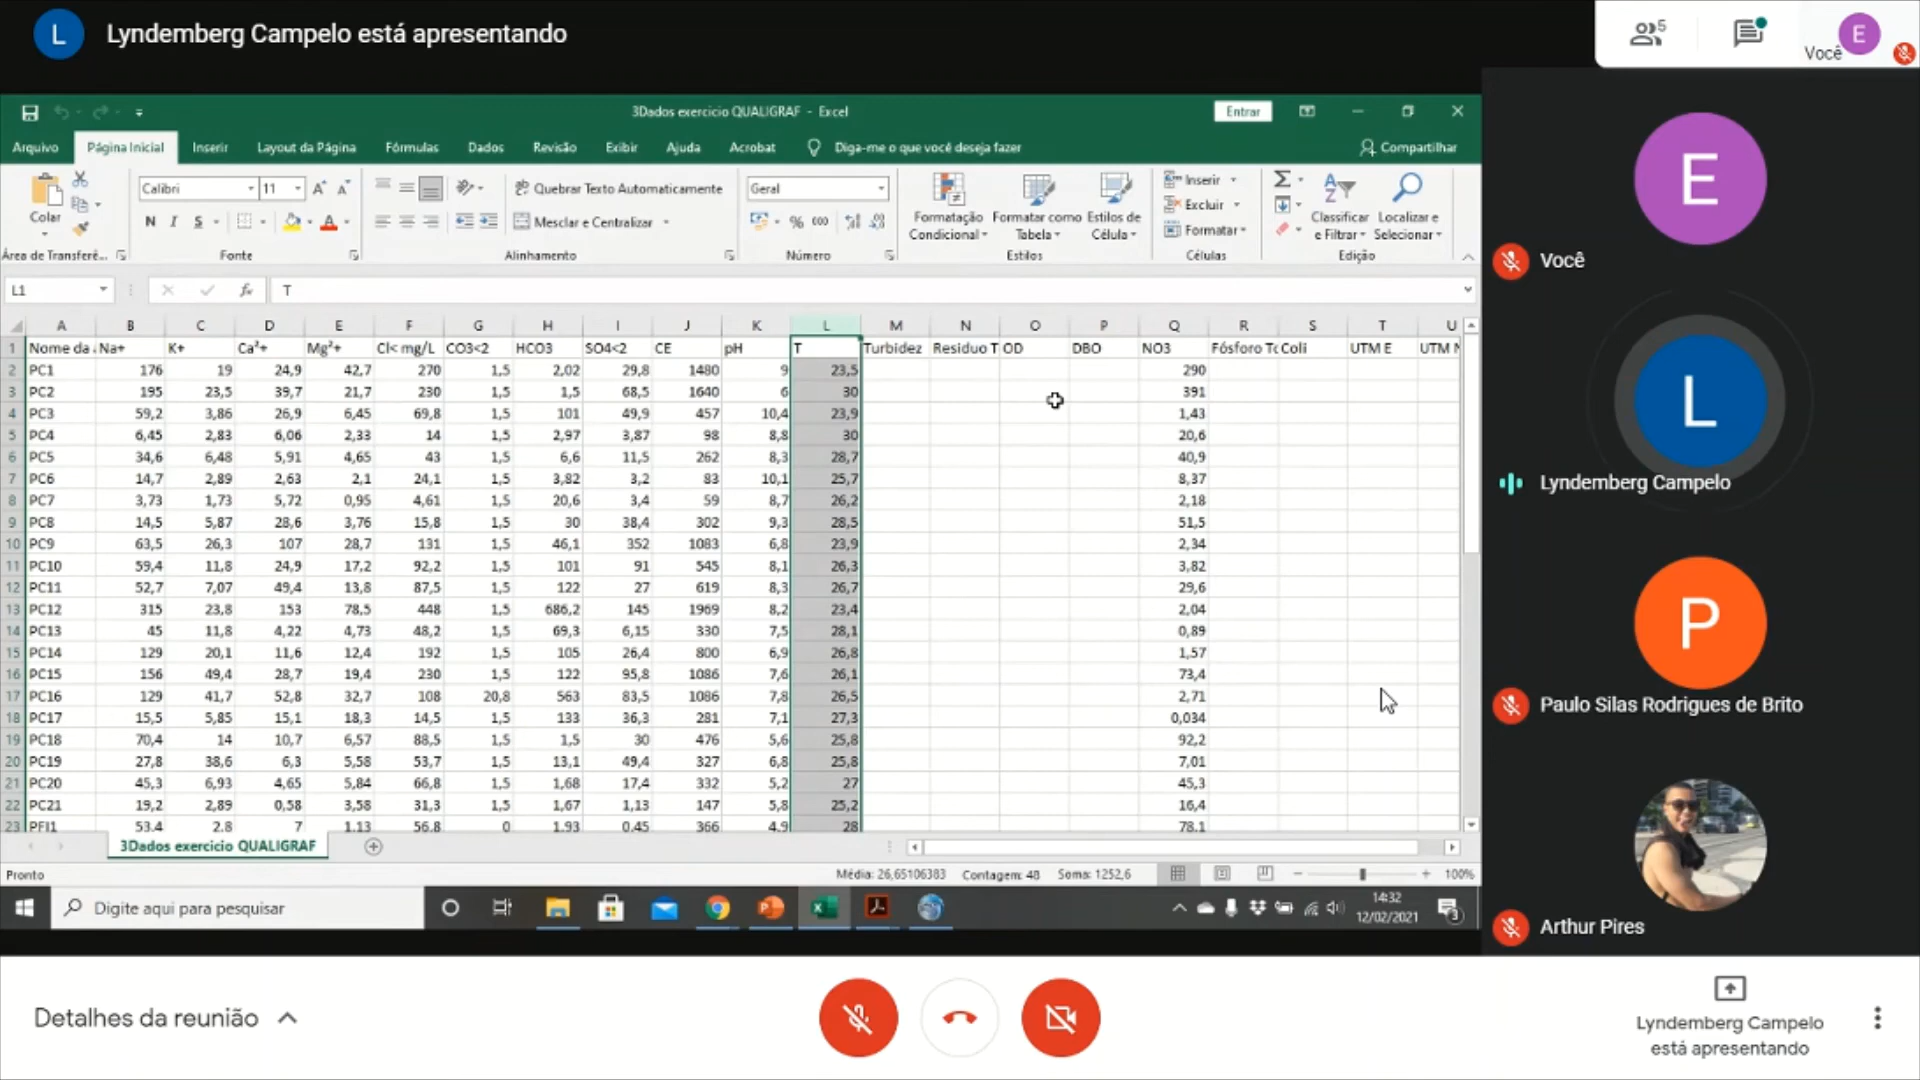 L Lyndemberg Campelo está apresentando
5 Você E
3Dados exercicio QUALIGRAF - Excel Entrar
Arquivo Página Inicial Inserir Layout da Página Fórmulas Dados Revisão Exibir Ajuda Acrobat Diga-me o que você deseja fazer Compartilhar
Colar Calibri 11 Quebrar Texto Automaticamente Geral Inserir
N I S Mesclar e Centralizar % 000 Formatação Condicional Formatar como Tabela Estilos de Célula Excluir Formatar Classificar e Filtrar Localizar e Selecionar
Área de Transferê... Fonte Alinhamento Número Estilos Células Edição
L1 fx T
A B C D E F G H I J K L M N O P Q R S T U
1 Nome da Na+ K+ Ca²+ Mg²+ Cl< mg/L CO3<2 HCO3 SO4<2 CE pH T Turbidez Residuo T OD DBO NO3 Fósforo Tc Coli UTM E UTM N
2 PC1 176 19 24,9 42,7 270 1,5 2,02 29,8 1480 9 23,5 290
3 PC2 195 23,5 39,7 21,7 230 1,5 1,5 68,5 1640 6 30 391
4 PC3 59,2 3,86 26,9 6,45 69,8 1,5 101 49,9 457 10,4 23,9 1,43
5 PC4 6,45 2,83 6,06 2,33 14 1,5 2,97 3,87 98 8,8 30 20,6
6 PC5 34,6 6,48 5,91 4,65 43 1,5 6,6 11,5 262 8,3 28,7 40,9
7 PC6 14,7 2,89 2,63 2,1 24,1 1,5 3,82 3,2 83 10,1 25,7 8,37
8 PC7 3,73 1,73 5,72 0,95 4,61 1,5 20,6 3,4 59 8,7 26,2 2,18
9 PC8 14,5 5,87 28,6 3,76 15,8 1,5 30 38,4 302 9,3 28,5 51,5
10 PC9 63,5 26,3 107 28,7 131 1,5 46,1 352 1083 6,8 23,9 2,34
11 PC10 59,4 11,8 24,9 17,2 92,2 1,5 101 91 545 8,1 26,3 3,82
12 PC11 52,7 7,07 49,4 13,8 87,5 1,5 122 27 619 8,3 26,7 29,6
13 PC12 315 23,8 153 78,5 448 1,5 686,2 145 1969 8,2 23,4 2,04
14 PC13 45 11,8 4,22 4,73 48,2 1,5 69,3 6,15 330 7,5 28,1 0,89
15 PC14 129 20,1 11,6 12,4 192 1,5 105 26,4 800 6,9 26,8 1,57
16 PC15 156 49,4 28,7 19,4 230 1,5 122 95,8 1086 7,6 26,1 73,4
17 PC16 129 41,7 52,8 32,7 108 20,8 563 83,5 1086 7,8 26,5 2,71
18 PC17 15,5 5,85 15,1 18,3 14,5 1,5 133 36,3 281 7,1 27,3 0,034
19 PC18 70,4 14 10,7 6,57 88,5 1,5 1,5 30 476 5,6 25,8 92,2
20 PC19 27,8 38,6 6,3 5,58 53,7 1,5 13,1 49,4 327 6,8 25,8 7,01
21 PC20 45,3 6,93 4,65 5,84 66,8 1,5 1,68 17,4 332 5,2 27 45,3
22 PC21 19,2 2,89 0,58 3,58 31,3 1,5 1,67 1,13 147 5,8 25,2 16,4
23 PFI1 53,4 2,8 7 1,13 56,8 0 1,93 0,45 366 4,9 28 78,1
3Dados exercicio QUALIGRAF
Pronto Média: 26,65106383 Contagem: 48 Soma: 1252,6 100%
Digite aqui para pesquisar 14:32
12/02/2021 3
E
Você
L
Lyndemberg Campelo
P
Paulo Silas Rodrigues de Brito
Arthur Pires
Detalhes da reunião
Lyndemberg Campelo
está apresentando